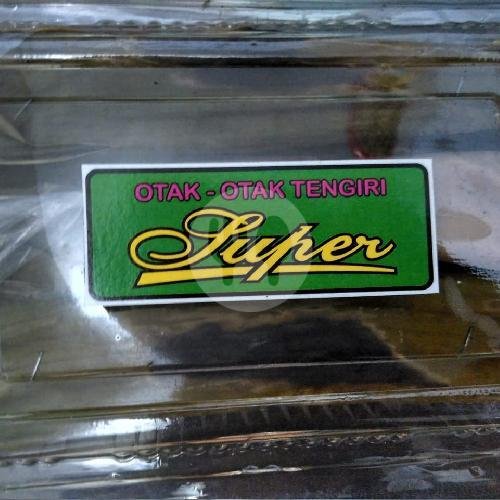 OTAK - OTAK TENGIRI
Super